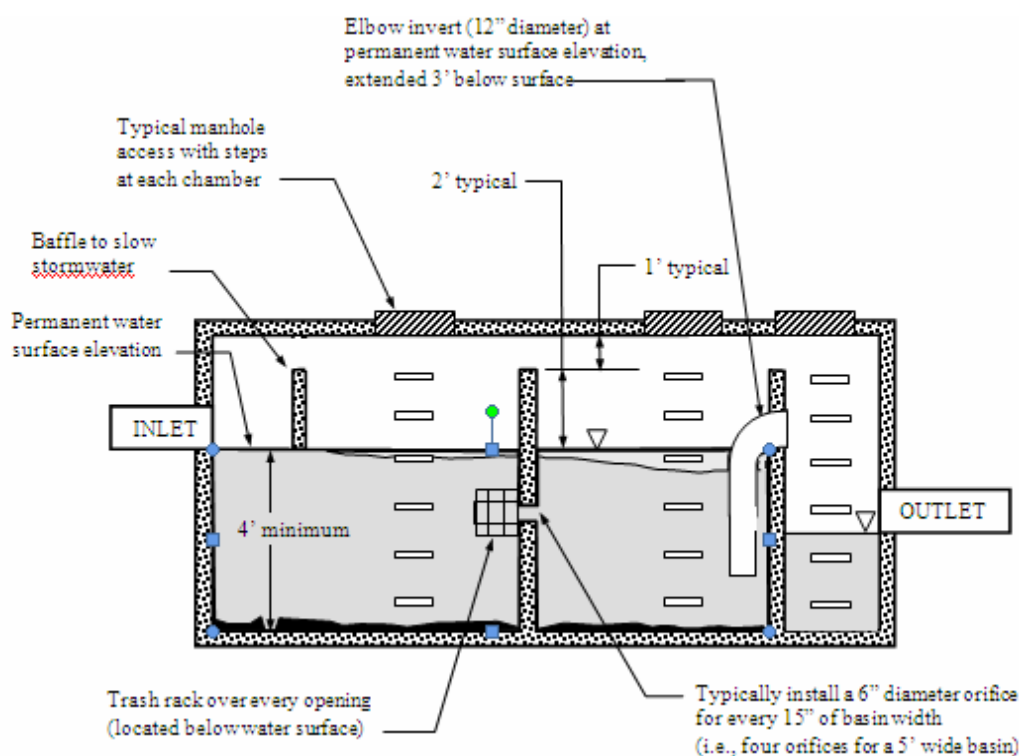 Elbow invert (12” diameter) at
permanent water surface elevation,
extended 3’ below surface
Typical manhole
access with steps
at each chamber
2’ typical
Baffle to slow
stormwater
1’ typical
Permanent water
surface elevation
INLET
4’ minimum
OUTLET
Trash rack over every opening
(located below water surface)
Typically install a 6” diameter orifice
for every 15” of basin width
(i.e., four orifices for a 5’ wide basin)